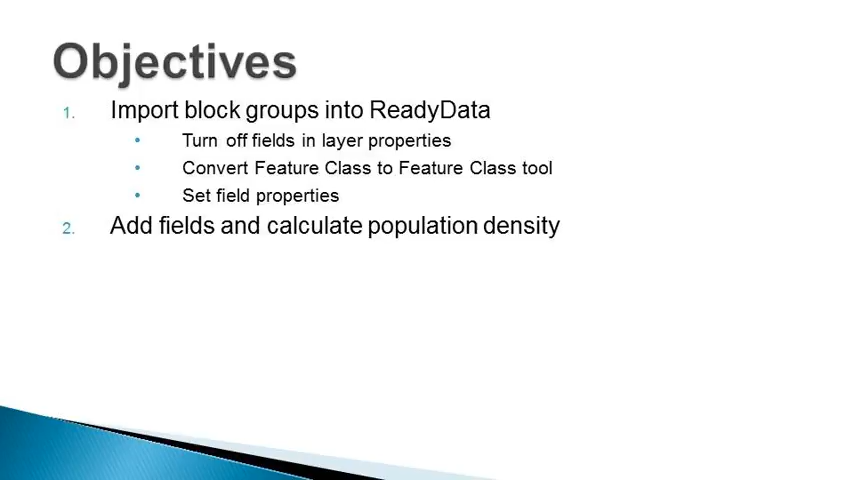 Objectives
1. Import block groups into ReadyData
• Turn off fields in layer properties
• Convert Feature Class to Feature Class tool
• Set field properties
2. Add fields and calculate population density